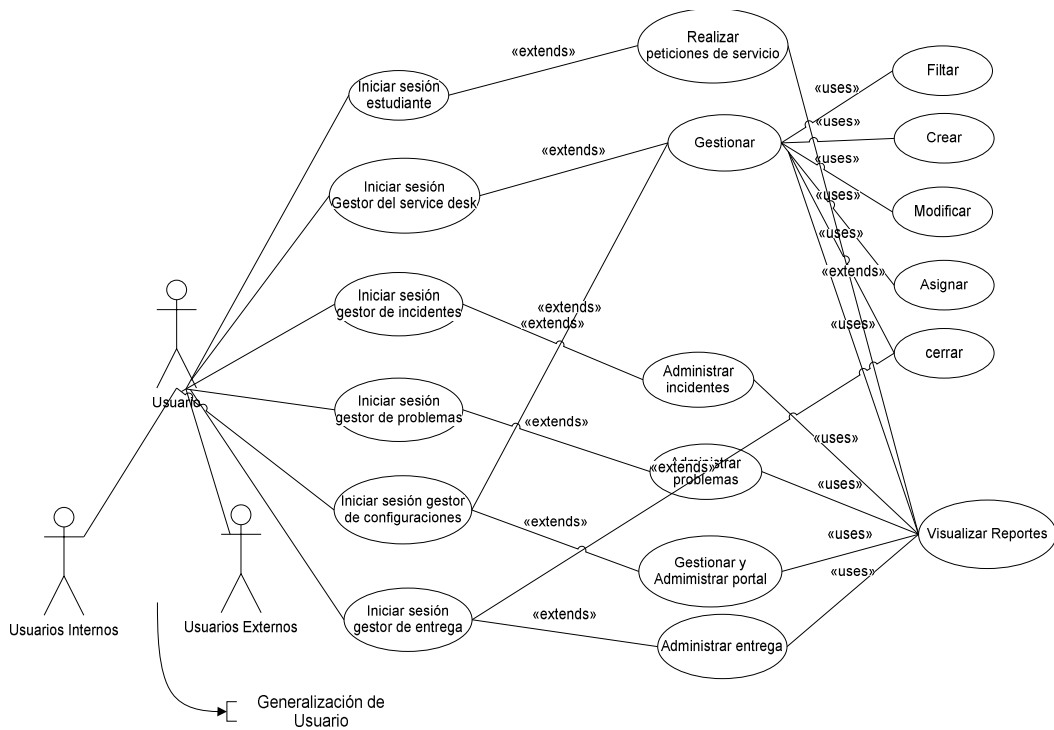 Realizar
peticiones de servicio
«extends»
Filtar
Iniciar sesión
estudiante
«uses»
«uses»
Crear
Gestionar
«extends»
«uses»
Iniciar sesión
Gestor del service desk
«uses»
Modificar
«uses»
«extends»
Asignar
Iniciar sesión
gestor de incidentes
«extends»
«extends»
«uses»
cerrar
Administrar
incidentes
Usuario
Iniciar sesión
gestor de problemas
«extends»
«uses»
Administrar
problemas
«extends»
«uses»
Iniciar sesión gestor
de configuraciones
«extends»
«uses»
Visualizar Reportes
Gestionar y
Admimistrar portal
«uses»
Iniciar sesión
gestor de entrega
«extends»
Administrar entrega
Usuarios Internos
Usuarios Externos
Generalización de
Usuario